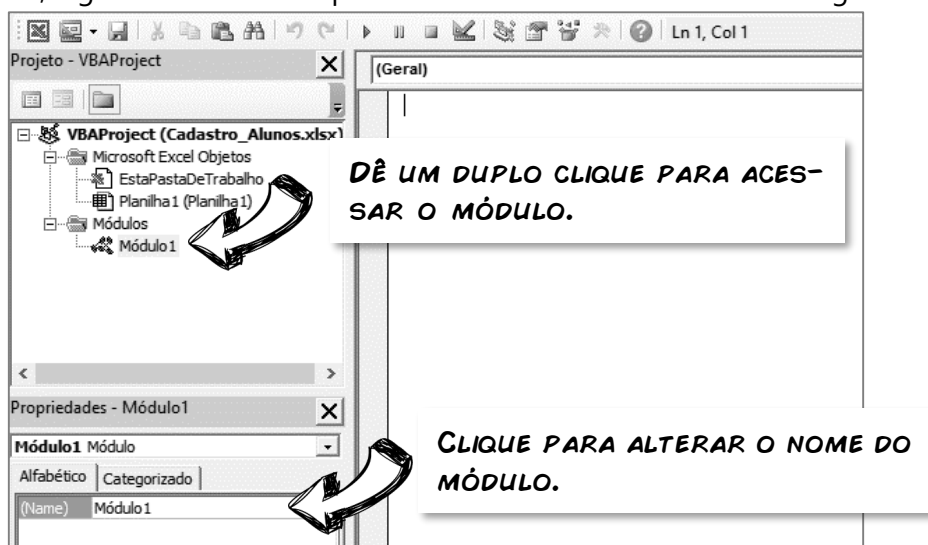 Ln 1, Col 1
Projeto - VBAProject
(Geral)
VBAProject (Cadastro_Alunos.xlsx)
Microsoft Excel Objetos
EstaPastaDeTrabalho
Planilha1 (Planilha1)
Módulos
Módulo1
DÊ UM DUPLO CLIQUE PARA ACES-
SAR O MÓDULO.
Propriedades - Módulo1
Módulo1 Módulo
Alfabético Categorizado
(Name) Módulo1
CLIQUE PARA ALTERAR O NOME DO
MÓDULO.